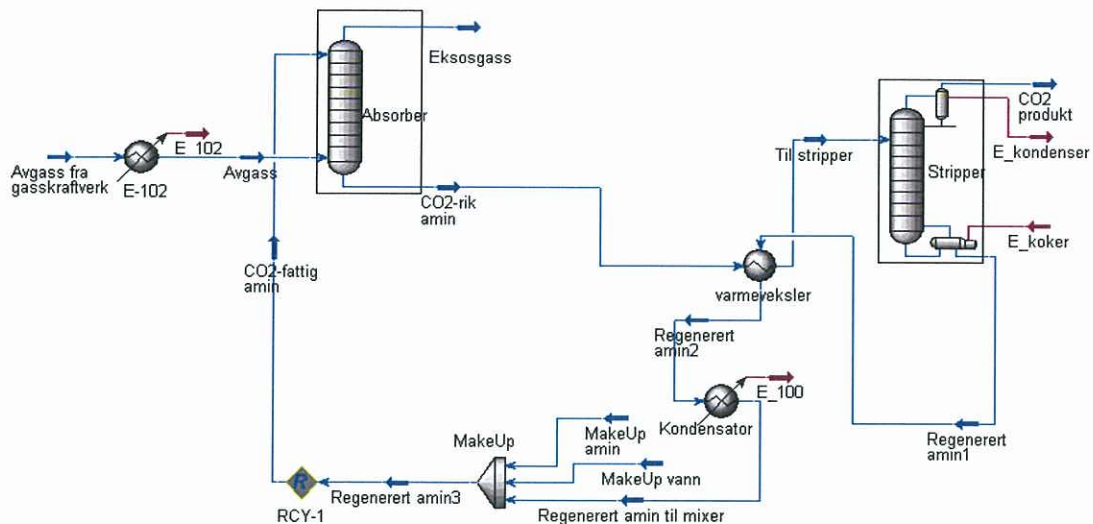 Eksosgass
Absorber
E_102
Avgass fra
gasskraftverk
E-102
Avgass
CO2-rik
amin
Til stripper
CO2
produkt
E_kondenser
Stripper
E_koker
CO2-fattig
amin
varmeveksler
Regenerert
amin2
E_100
Kondensator
Regenerert
amin1
MakeUp
MakeUp
amin
MakeUp vann
R
RCY-1
Regenerert amin3
Regenerert amin til mixer